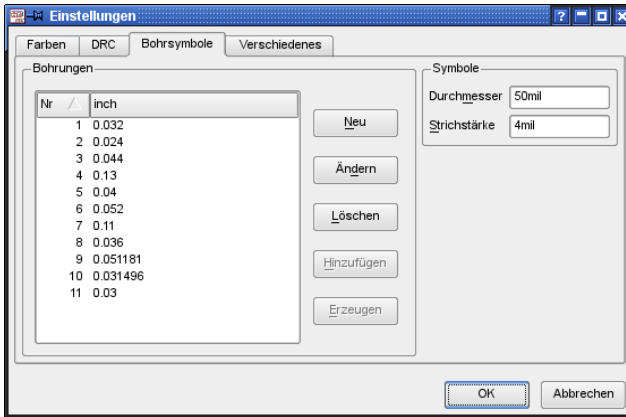 Einstellungen
Farben DRC Bohrsymbole Verschiedenes
Bohrungen
Nr inch
1 0.032
2 0.024
3 0.044
4 0.13
5 0.04
6 0.052
7 0.11
8 0.036
9 0.051181
10 0.031496
11 0.03
Neu
Ändern
Löschen
Hinzufügen
Erzeugen
Symbole
Durchmesser 50mil
Strichstärke 4mil
OK Abbrechen